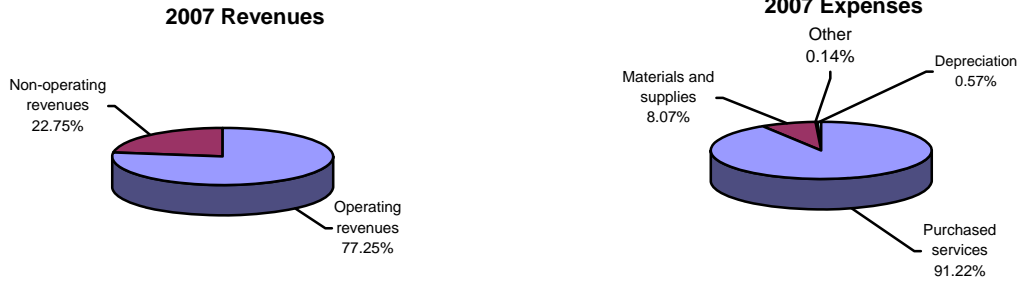 2007 Revenues
Non-operating
revenues
22.75%
Operating
revenues
77.25%
2007 Expenses
Other
0.14%
Depreciation
0.57%
Materials and
supplies
8.07%
Purchased
services
91.22%